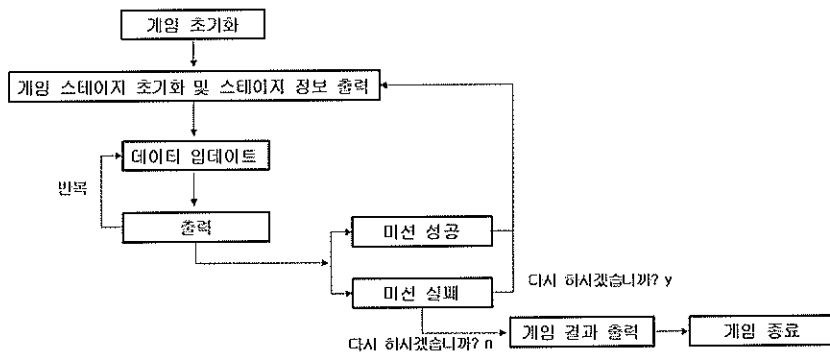 게임 초기화
게임 스테이지 초기화 및 스테이지 정보 출력
데이터 업데이트
반복
출력
미션 성공
미션 실패
다시 하시겠습니까? y
다시 하시겠습니까? n
게임 결과 출력
게임 종료